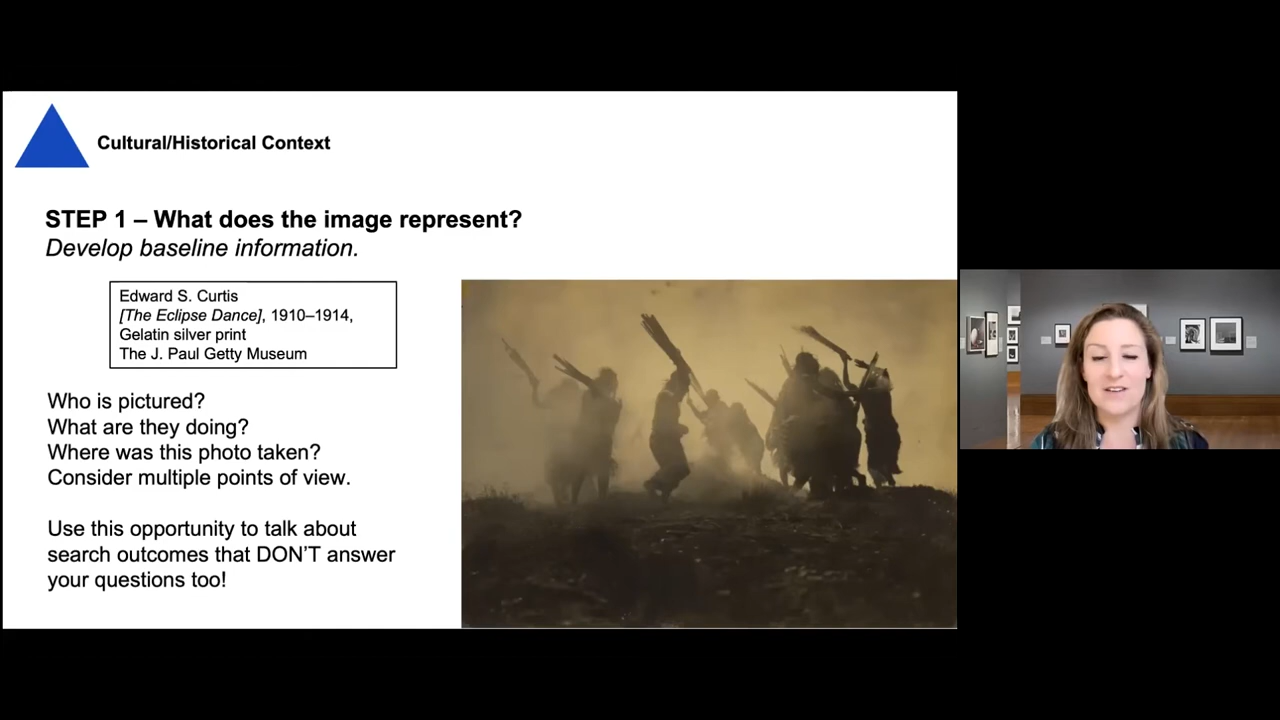 Cultural/Historical Context
STEP 1 – What does the image represent?
Develop baseline information.
Edward S. Curtis
[The Eclipse Dance], 1910–1914,
Gelatin silver print
The J. Paul Getty Museum
Who is pictured?
What are they doing?
Where was this photo taken?
Consider multiple points of view.
Use this opportunity to talk about
search outcomes that DON'T answer
your questions too!